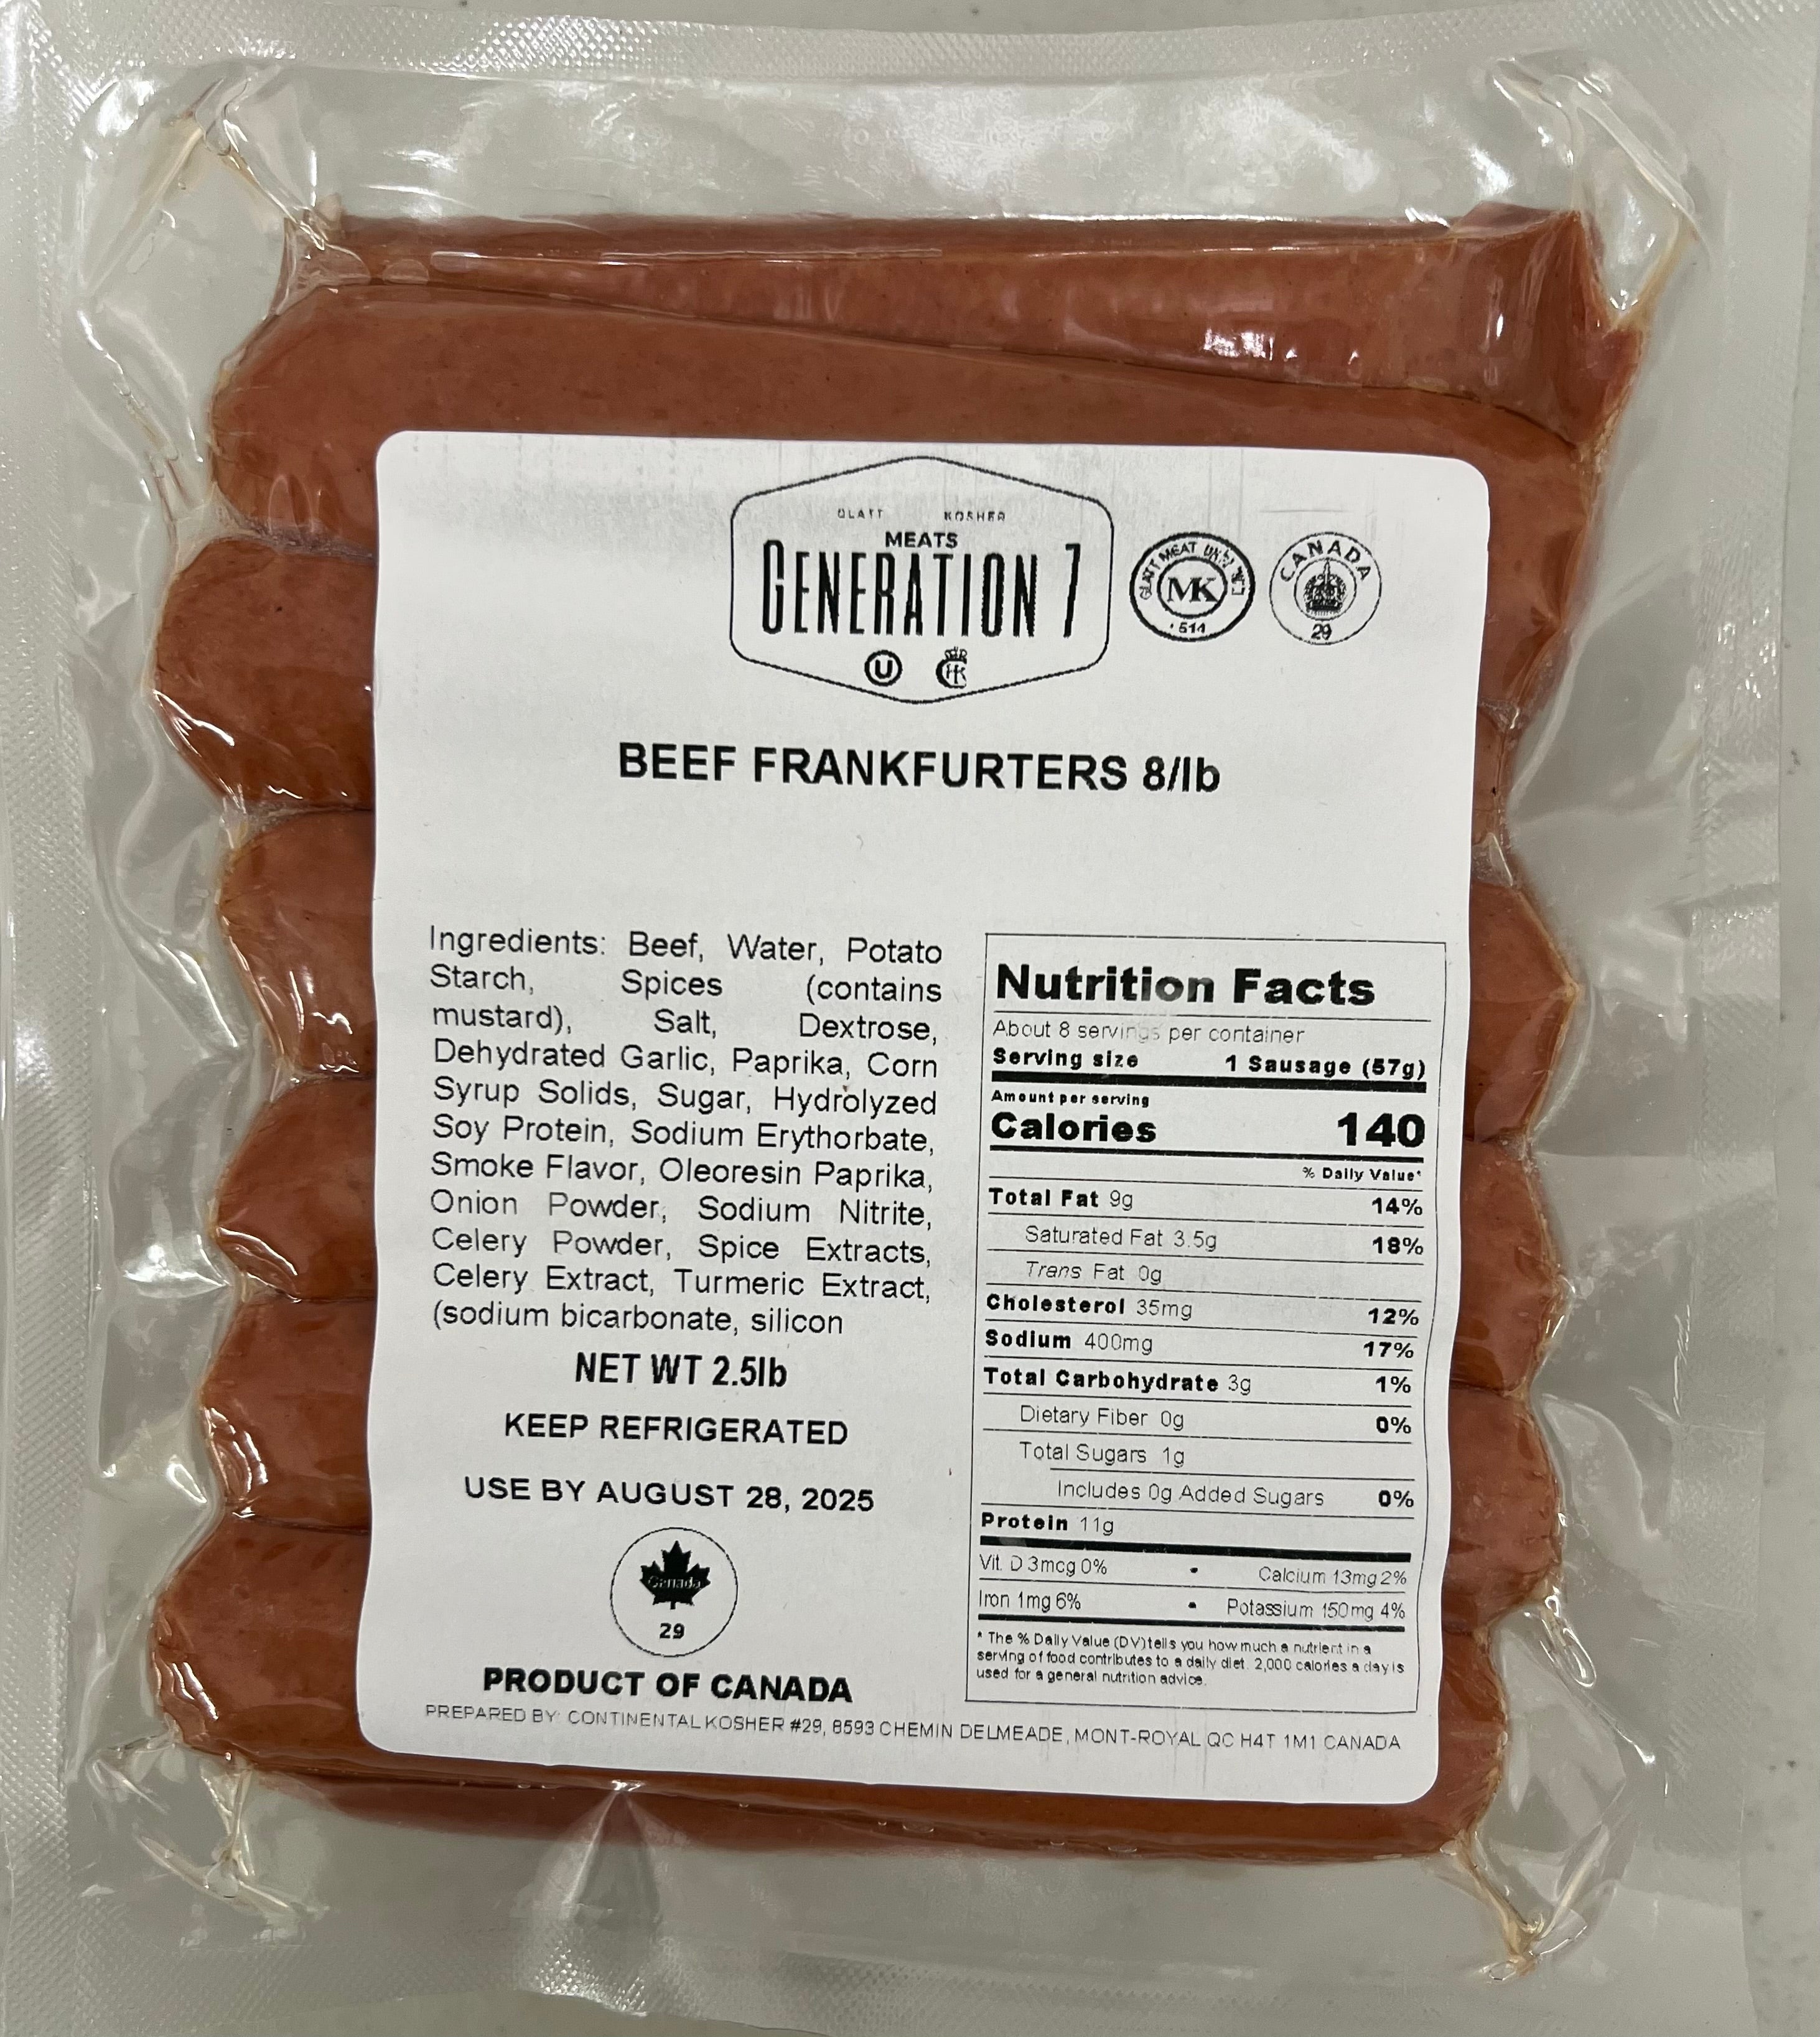 GLATT KOSHER
MEATS
GENERATION 7
U
GLATT MEAT
MK
514
CANADA
29
BEEF FRANKFURTERS 8/lb
Ingredients: Beef, Water, Potato
Starch, Spices (contains
mustard), Salt, Dextrose,
Dehydrated Garlic, Paprika, Corn
Syrup Solids, Sugar, Hydrolyzed
Soy Protein, Sodium Erythorbate,
Smoke Flavor, Oleoresin Paprika,
Onion Powder, Sodium Nitrite,
Celery Powder, Spice Extracts,
Celery Extract, Turmeric Extract,
(sodium bicarbonate, silicon
NET WT 2.5lb
KEEP REFRIGERATED
USE BY AUGUST 28, 2025
Canada
29
PRODUCT OF CANADA
Nutrition Facts
About 8 servings per container
Serving size 1 Sausage (57g)
Amount per serving
Calories 140
% Daily Value*
Total Fat 9g 14%
Saturated Fat 3.5g 18%
Trans Fat 0g
Cholesterol 35mg 12%
Sodium 400mg 17%
Total Carbohydrate 3g 1%
Dietary Fiber 0g 0%
Total Sugars 1g
Includes 0g Added Sugars 0%
Protein 11g
Vit. D 3mcg 0% • Calcium 13mg 2%
Iron 1mg 6% • Potassium 150mg 4%
* The % Daily Value (DV) tells you how much a nutrient in a
serving of food contributes to a daily diet. 2,000 calories a day is
used for a general nutrition advice.
PREPARED BY: CONTINENTAL KOSHER #29, 8593 CHEMIN DELMEADE, MONT-ROYAL QC H4T 1M1 CANADA